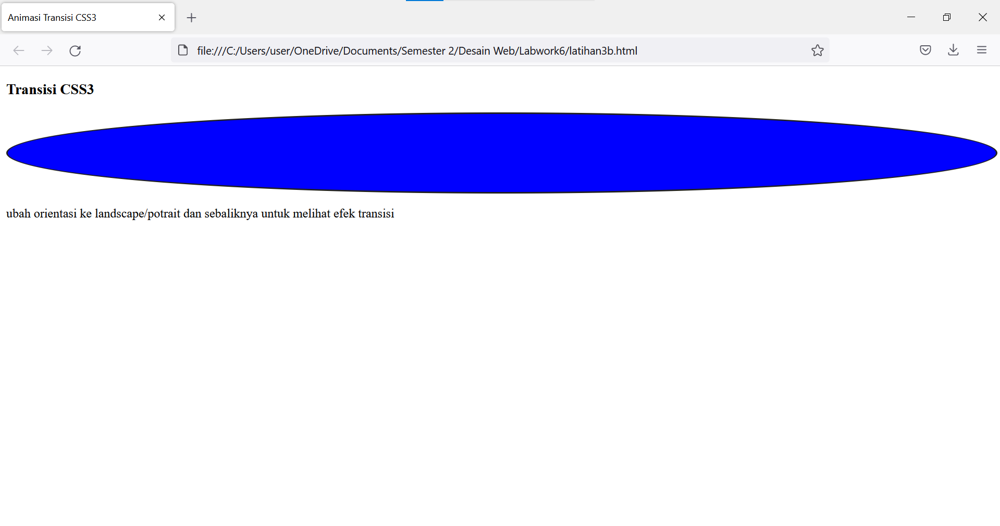 Animasi Transisi CSS3
file:///C:/Users/user/OneDrive/Documents/Semester 2/Desain Web/Labwork6/latihan3b.html
Transisi CSS3
ubah orientasi ke landscape/potrait dan sebaliknya untuk melihat efek transisi